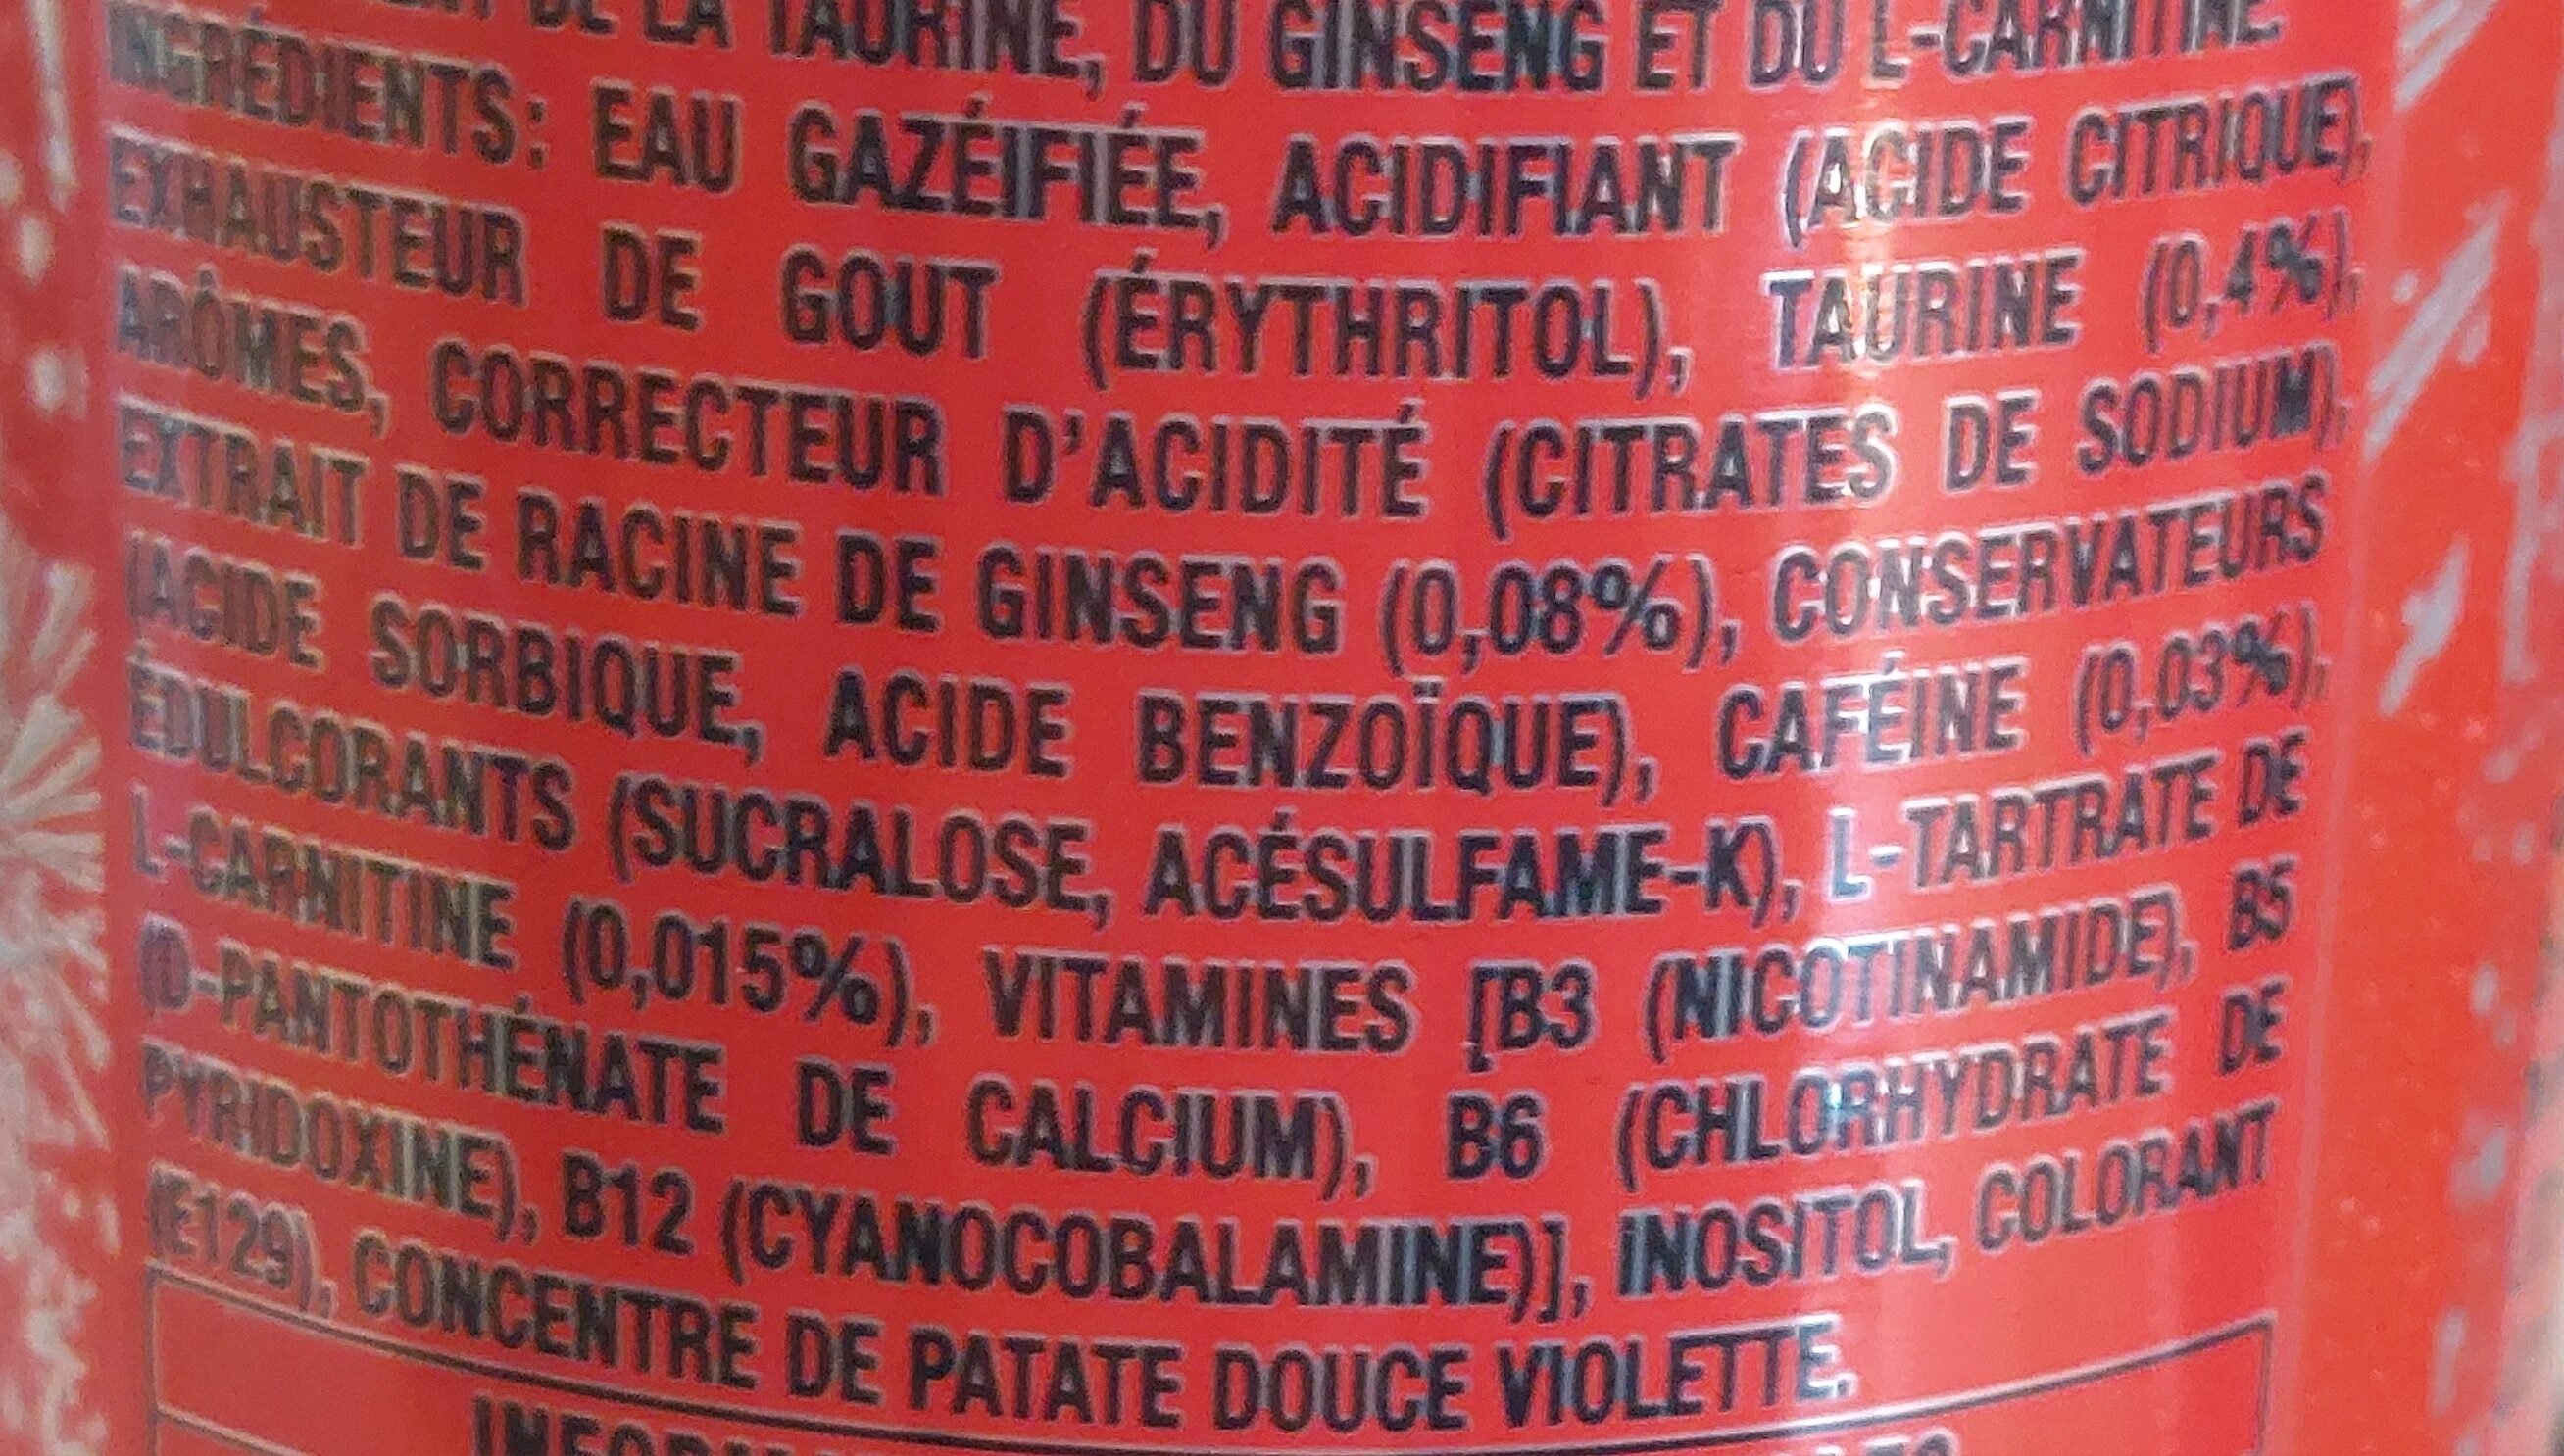 DE LA TAURINE, DU GINSENG ET DU L-CARNITINE.
INGRÉDIENTS: EAU GAZÉIFIÉE, ACIDIFIANT (ACIDE CITRIQUE),
EXHAUSTEUR DE GOUT (ÉRYTHRITOL), TAURINE (0,4%),
ARÔMES, CORRECTEUR D'ACIDITÉ (CITRATES DE SODIUM),
EXTRAIT DE RACINE DE GINSENG (0,08%), CONSERVATEURS
(ACIDE SORBIQUE, ACIDE BENZOÏQUE), CAFÉINE (0,03%),
ÉDULCORANTS (SUCRALOSE, ACÉSULFAME-K), L-TARTRATE DE
L-CARNITINE (0,015%), VITAMINES [B3 (NICOTINAMIDE), B5
(D-PANTOTHÉNATE DE CALCIUM), B6 (CHLORHYDRATE DE
PYRIDOXINE), B12 (CYANOCOBALAMINE)], INOSITOL, COLORANT
(E129), CONCENTRE DE PATATE DOUCE VIOLETTE.